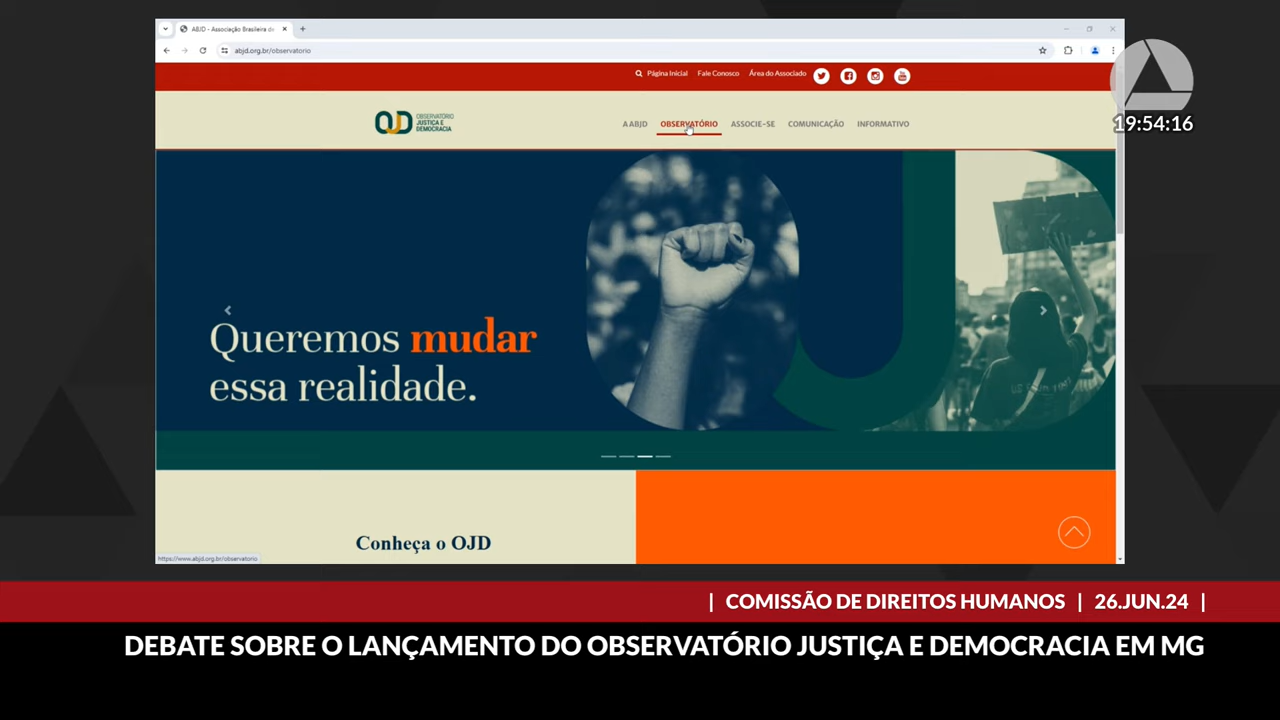 ABJD - Associação Brasileira de
abjd.org.br/observatorio
Página Inicial Fale Conosco Área do Associado
OBSERVATÓRIO
JUSTIÇA E
DEMOCRACIA
OJD
A ABJD OBSERVATÓRIO ASSOCIE-SE COMUNICAÇÃO INFORMATIVO
19:54:16
Queremos mudar
essa realidade.
Conheça o OJD
https://www.abjd.org.br/observatorio
| COMISSÃO DE DIREITOS HUMANOS | 26.JUN.24 |
DEBATE SOBRE O LANÇAMENTO DO OBSERVATÓRIO JUSTIÇA E DEMOCRACIA EM MG